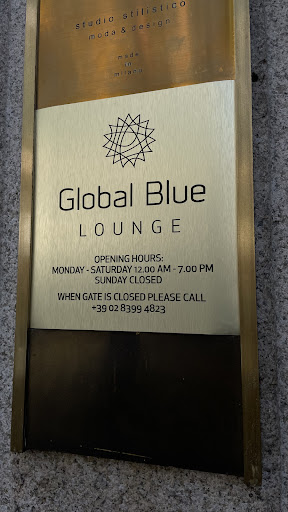 studio stilistico
moda & design
made
in
milano
Global Blue
LOUNGE
OPENING HOURS:
MONDAY - SATURDAY 12.00 AM - 7.00 PM
SUNDAY CLOSED
WHEN GATE IS CLOSED PLEASE CALL
+39 02 8399 4823